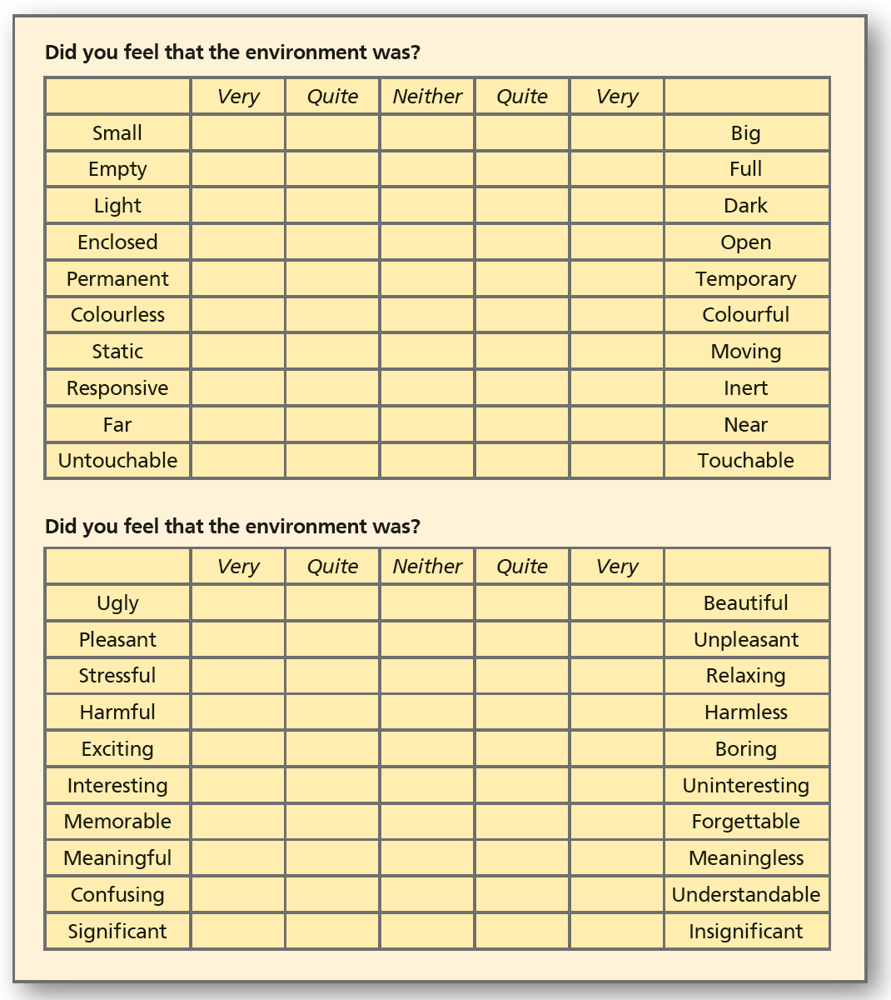 Did you feel that the environment was?
Very Quite Neither Quite Very
Small Big
Empty Full
Light Dark
Enclosed Open
Permanent Temporary
Colourless Colourful
Static Moving
Responsive Inert
Far Near
Untouchable Touchable
Did you feel that the environment was?
Very Quite Neither Quite Very
Ugly Beautiful
Pleasant Unpleasant
Stressful Relaxing
Harmful Harmless
Exciting Boring
Interesting Uninteresting
Memorable Forgettable
Meaningful Meaningless
Confusing Understandable
Significant Insignificant